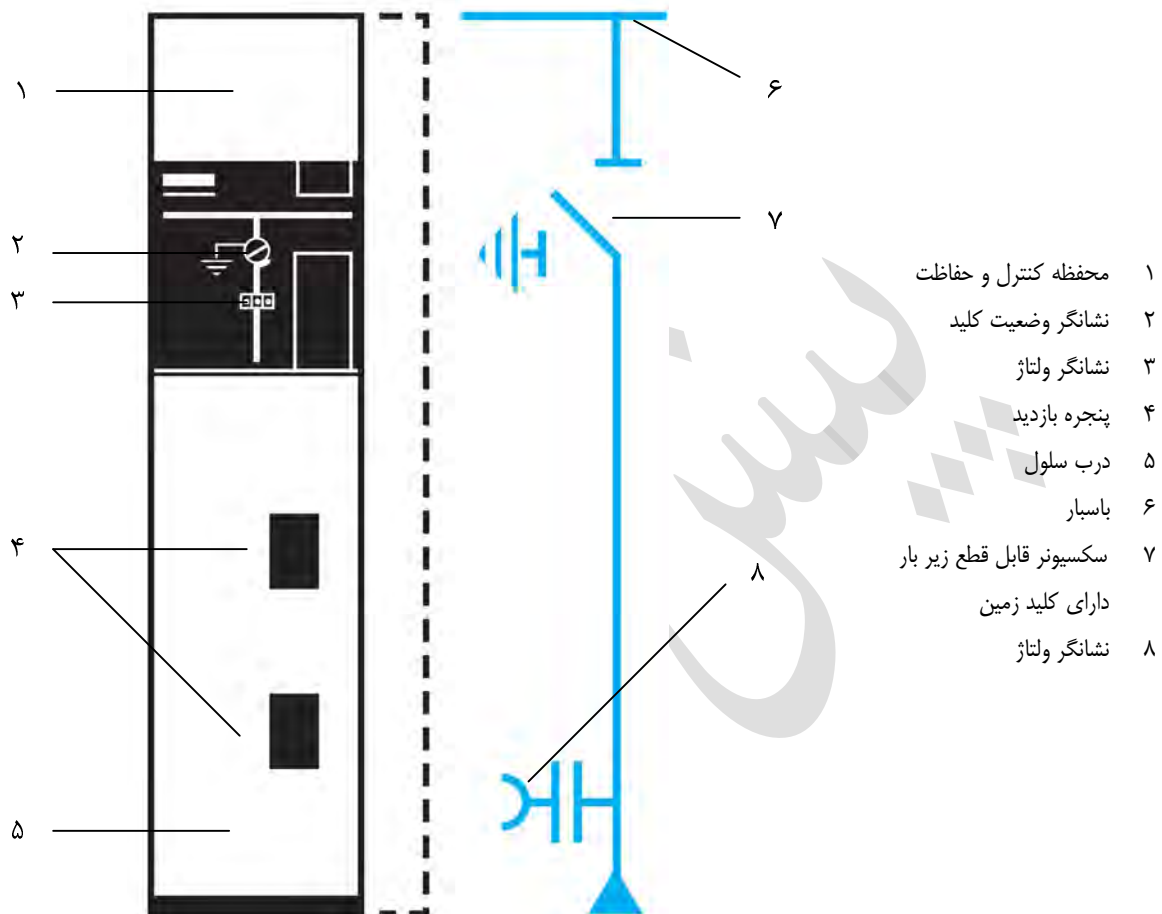 ۱
۲
۳
۴
۵
۶
۷
۸
۱ محفظه کنترل و حفاظت
۲ نشانگر وضعیت کلید
۳ نشانگر ولتاژ
۴ پنجره بازدید
۵ درب سلول
۶ باسبار
۷ سکسیونر قابل قطع زیر بار
دارای کلید زمین
۸ نشانگر ولتاژ